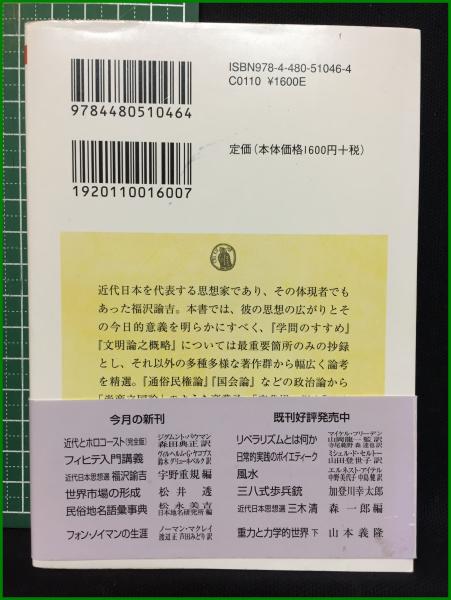 ISBN978-4-480-51046-4
C0110 ¥1600E
9784480510464
定価(本体価格1600円+税)
1920110016007
近代日本を代表する思想家であり、その体現者でも
あった福沢諭吉。本書では、彼の思想の広がりとそ
の今日的意義を明らかにすべく、『学問のすすめ』
『文明論之概略』については最重要箇所のみの抄録
とし、それ以外の多種多様な著作群から幅広く論考
を精選。『通俗民権論』『国会論』などの政治論から
今月の新刊
近代とホロコースト〔完全版〕 ジグムント・バウマン 森田典正 訳
フィヒテ入門講義 ヴィルヘルム・G・ヤコブス 鈴木 グリューネベルク 訳
近代日本思想選 福沢諭吉 宇野重規 編
世界市場の形成 松井 透
民俗地名語彙事典 松永美吉 日本地名研究所 編
フォン・ノイマンの生涯 ノーマン・マクレイ 渡辺正 芦田みどり 訳
既刊好評発売中
リベラリズムとは何か マイケル・フリーデン 山岡龍一 監訳 寺尾範野 森達也 訳
日常的実践のポイエティーク ミシェル・ド・セルトー 山田登世子 訳
風水 エルネスト・アイテル 中野美代子 中島健 訳
三八式歩兵銃 加登川幸太郎
近代日本思想選 三木清 森 一郎 編
重力と力学的世界 下 山本義隆